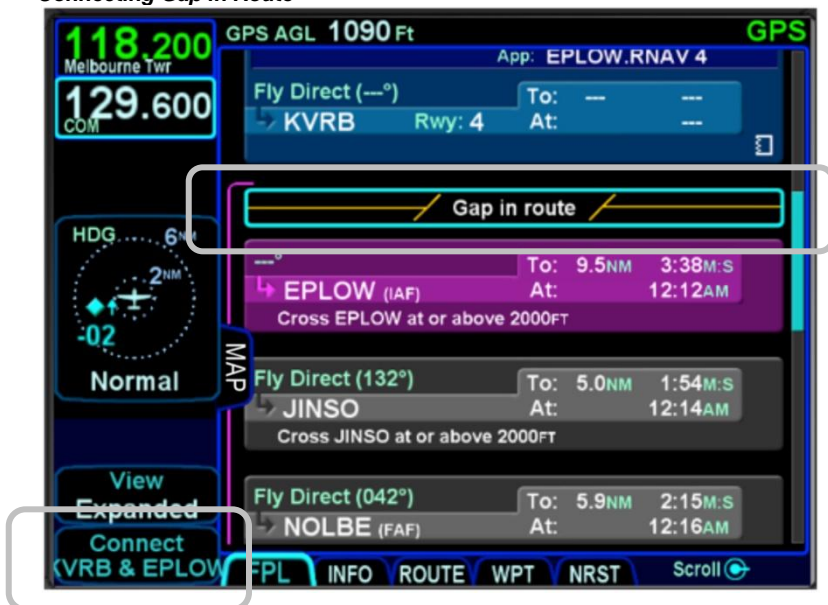 Connecting Gap in Route
118.200
Melbourne Twr
129.600
COM
GPS AGL 1090 Ft
GPS
App: EPLOW.RNAV 4
Fly Direct (---°)
To: --- ---
KVRB Rwy: 4
At: ---
Gap in route
HDG
6NM
2NM
-02
Normal
MAP
---°
To: 9.5NM 3:38M:S
EPLOW (IAF)
At: 12:12AM
Cross EPLOW at or above 2000FT
Fly Direct (132°)
To: 5.0NM 1:54M:S
JINSO
At: 12:14AM
Cross JINSO at or above 2000FT
Fly Direct (042°)
To: 5.9NM 2:15M:S
NOLBE (FAF)
At: 12:16AM
View
Expanded
Connect
KVRB & EPLOW
FPL INFO ROUTE WPT NRST Scroll